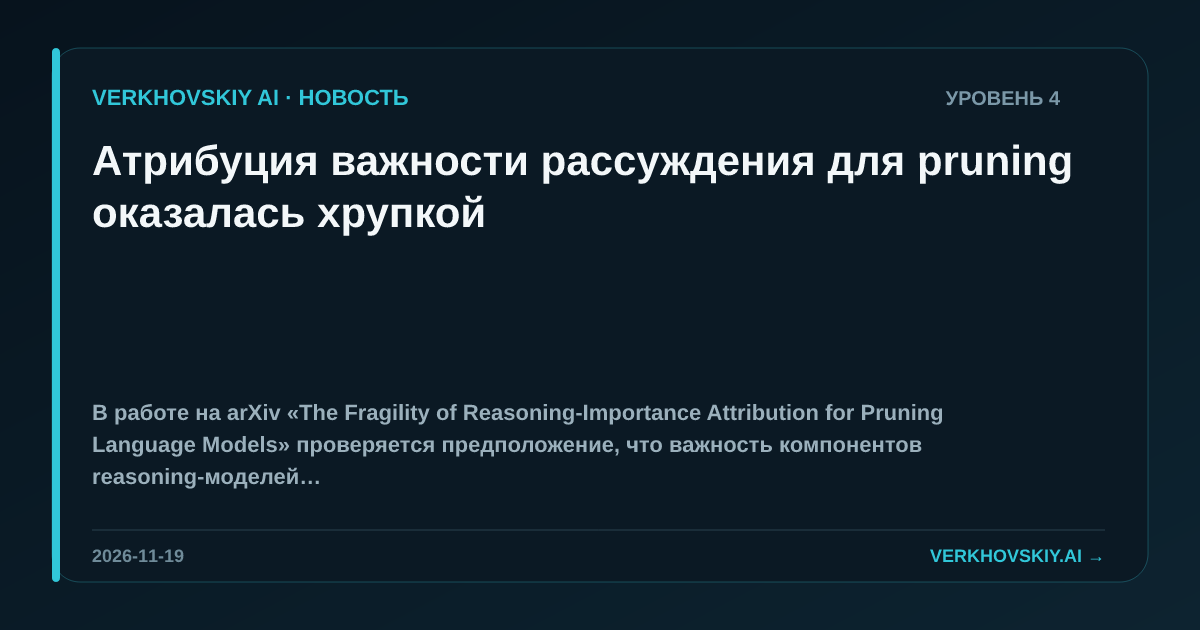 VERKHOVSKIY AI · НОВОСТЬ
УРОВЕНЬ 4
Атрибуция важности рассуждения для pruning
оказалась хрупкой
В работе на arXiv «The Fragility of Reasoning-Importance Attribution for Pruning
Language Models» проверяется предположение, что важность компонентов
reasoning-моделей…
2026-11-19
VERKHOVSKIY.AI →